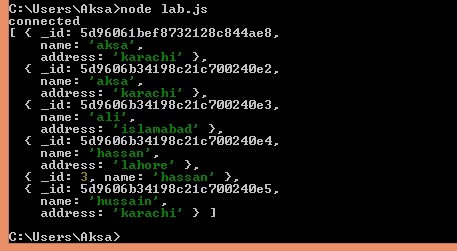 C:\Users\Aksa>node lab.js
connected
[ { _id: 5d96061bef8732128c844ae8,
    name: 'aksa',
    address: 'karachi' },
  { _id: 5d9606b34198c21c700240e2,
    name: 'aksa',
    address: 'karachi' },
  { _id: 5d9606b34198c21c700240e3,
    name: 'ali',
    address: 'islamabad' },
  { _id: 5d9606b34198c21c700240e4,
    name: 'hassan',
    address: 'lahore' },
  { _id: 3, name: 'hassan' },
  { _id: 5d9606b34198c21c700240e5,
    name: 'hussain',
    address: 'karachi' } ]
C:\Users\Aksa>